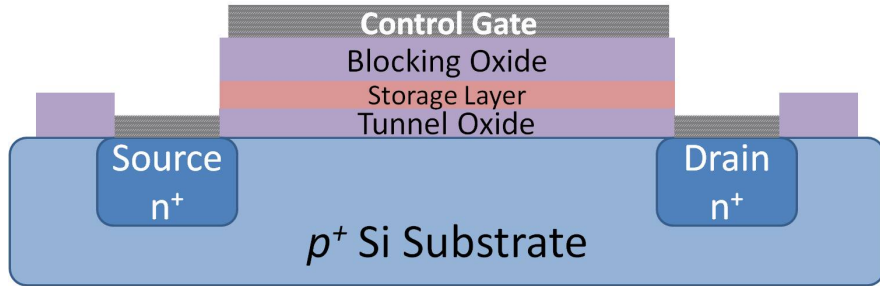 Control Gate
Blocking Oxide
Storage Layer
Tunnel Oxide
Source
n⁺
Drain
n⁺
p⁺ Si Substrate